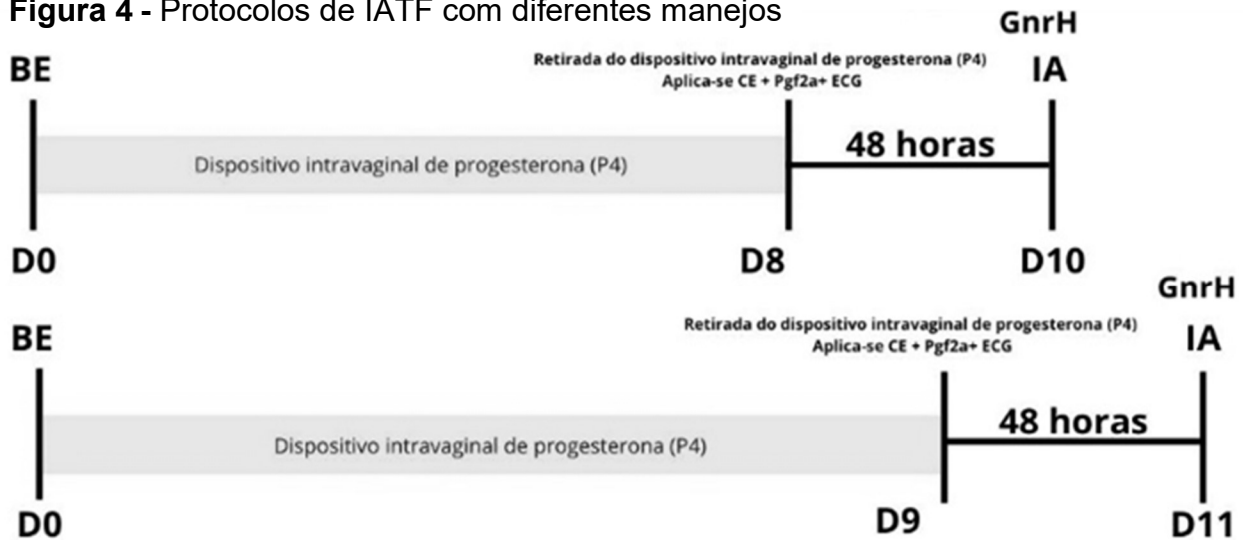 Figura 4 - Protocolos de IATF com diferentes manejos
GnrH
BE
Retirada do dispositivo intravaginal de progesterona (P4)
Aplica-se CE + Pgf2a+ ECG
IA
Dispositivo intravaginal de progesterona (P4)
48 horas
D0
D8
D10
GnrH
BE
Retirada do dispositivo intravaginal de progesterona (P4)
Aplica-se CE + Pgf2a+ ECG
IA
Dispositivo intravaginal de progesterona (P4)
48 horas
D0
D9
D11